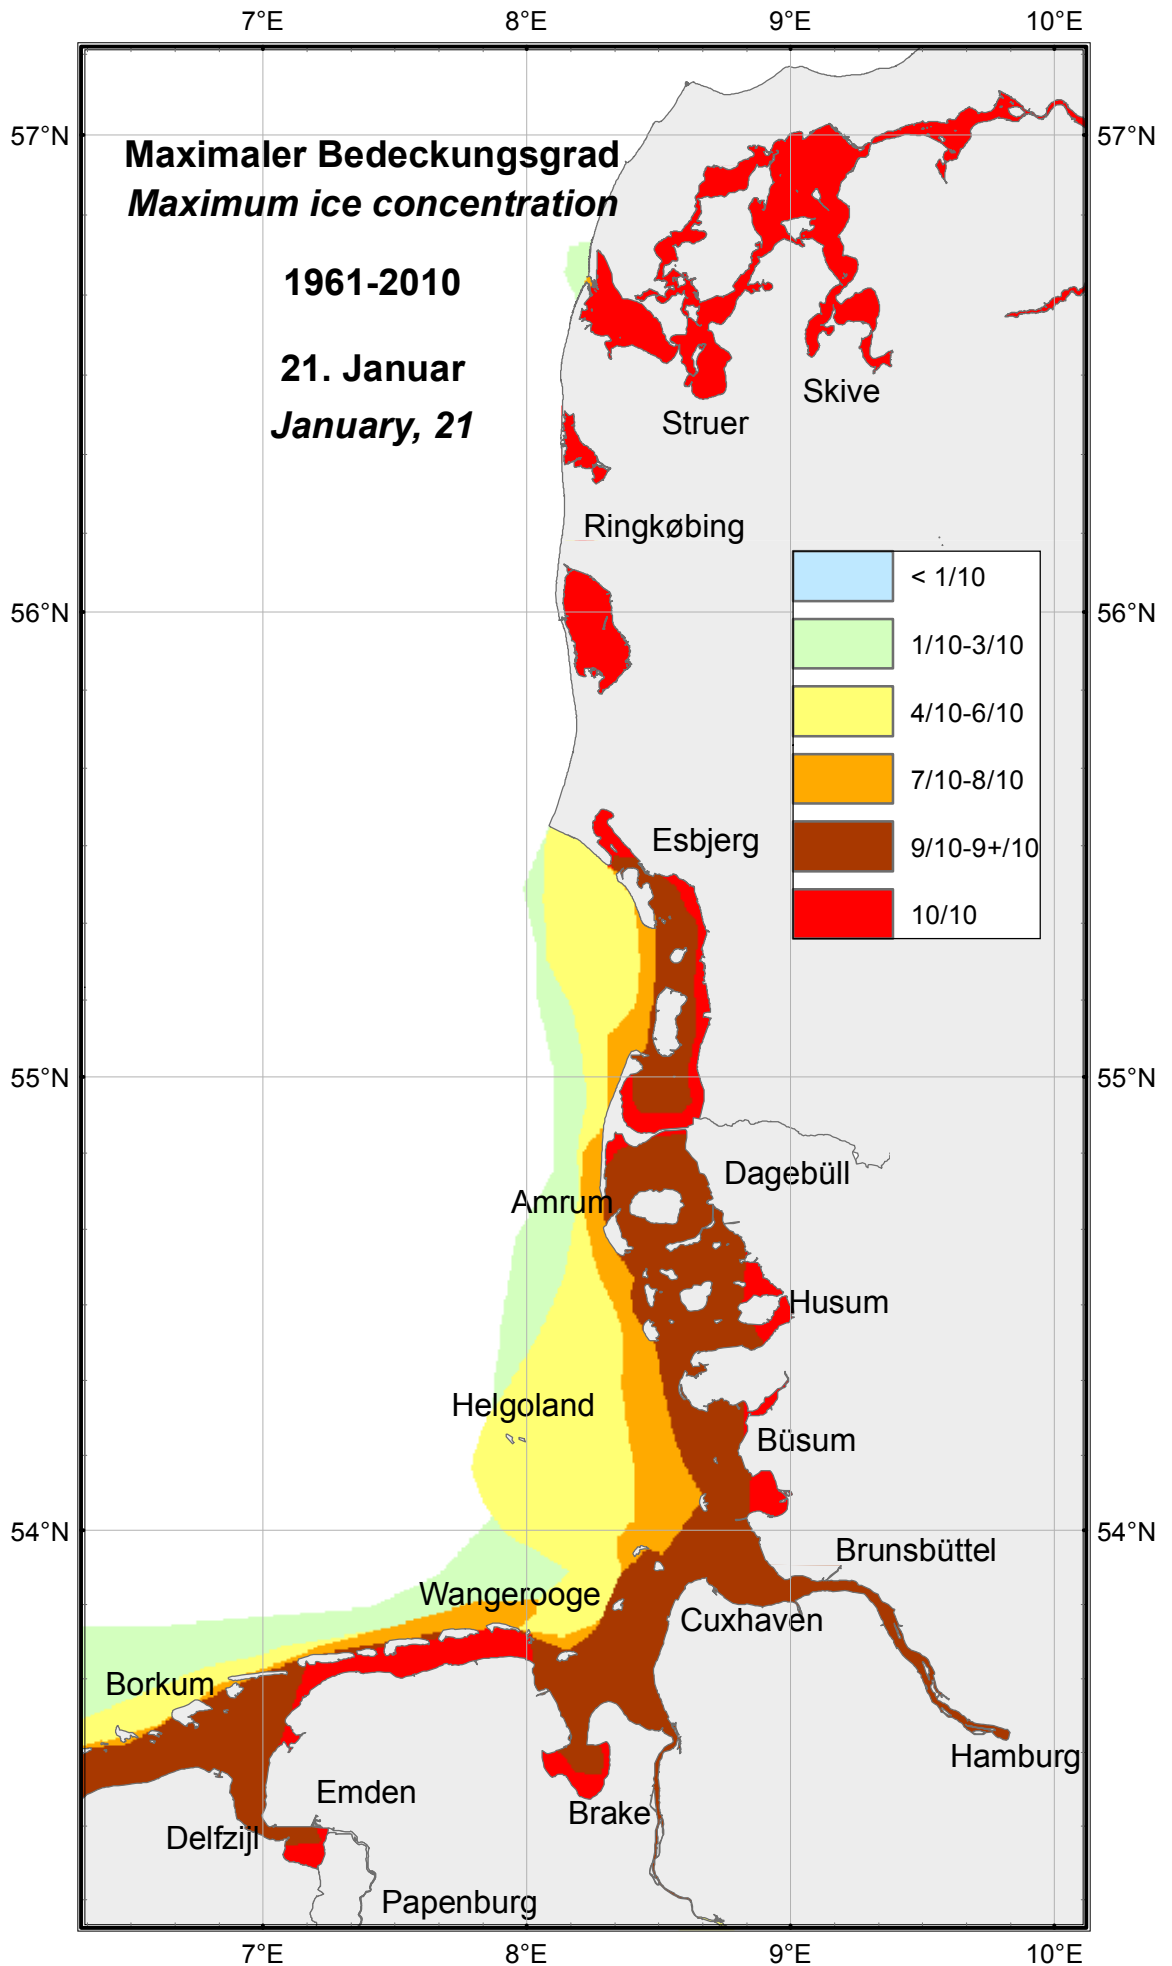 7°E 8°E 9°E 10°E
57°N 57°N
Maximaler Bedeckungsgrad
Maximum ice concentration
1961-2010
21. Januar
January, 21
Skive
Struer
Ringkøbing
< 1/10
56°N 56°N
1/10-3/10
4/10-6/10
7/10-8/10
Esbjerg
9/10-9+/10
10/10
55°N 55°N
Dagebüll
Amrum
Husum
Helgoland
Büsum
54°N 54°N
Brunsbüttel
Wangerooge
Cuxhaven
Borkum
Hamburg
Emden
Brake
Delfzijl
Papenburg
7°E 8°E 9°E 10°E